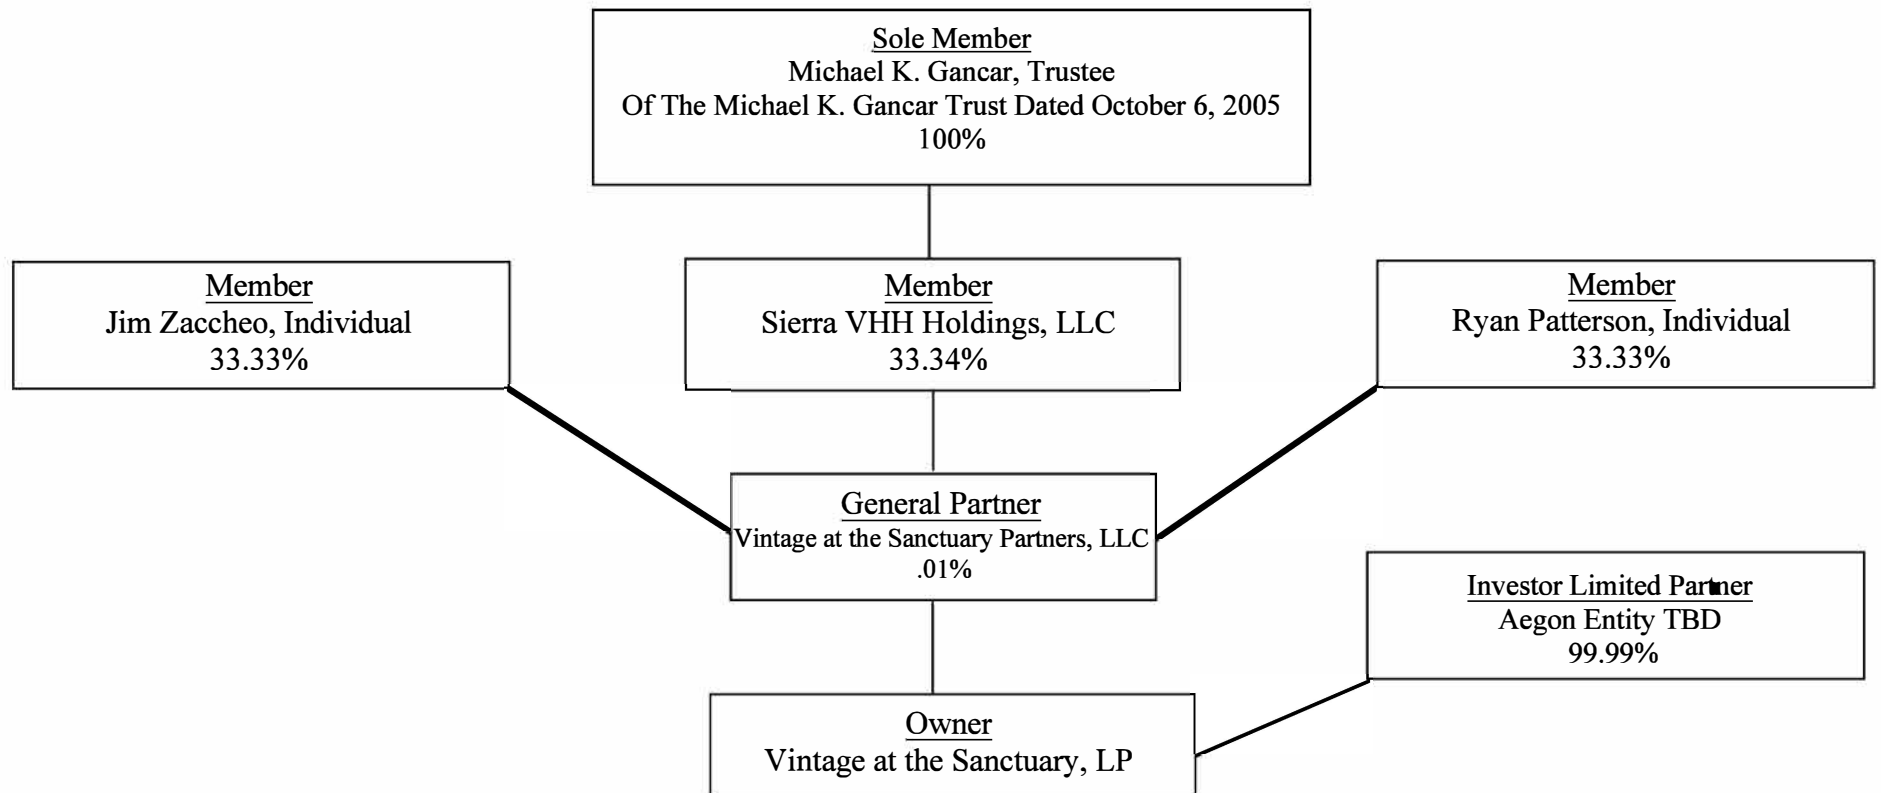 Sole Member
Michael K. Gancar, Trustee
Of The Michael K. Gancar Trust Dated October 6, 2005
100%
Member
Jim Zaccheo, Individual
33.33%
Member
Sierra VHH Holdings, LLC
33.34%
Member
Ryan Patterson, Individual
33.33%
General Partner
Vintage at the Sanctuary Partners, LLC
.01%
Investor Limited Partner
Aegon Entity TBD
99.99%
Owner
Vintage at the Sanctuary, LP